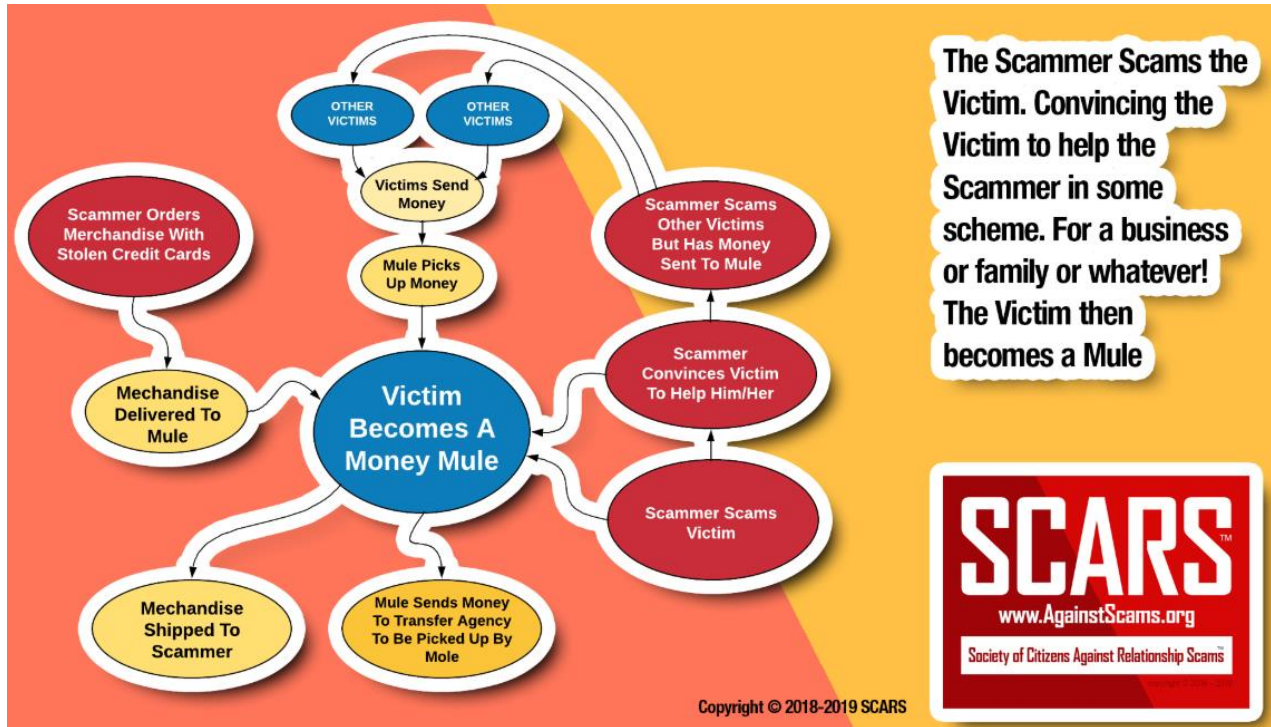 OTHER
VICTIMS
OTHER
VICTIMS
Victims Send
Money
Mule Picks
Up Money
Scammer Orders
Merchandise With
Stolen Credit Cards
Mechandise
Delivered To
Mule
Victim
Becomes A
Money Mule
Scammer Scams
Other Victims
But Has Money
Sent To Mule
Scammer
Convinces Victim
To Help Him/Her
Scammer Scams
Victim
Mechandise
Shipped To
Scammer
Mule Sends Money
To Transfer Agency
To Be Picked Up By
Mole
The Scammer Scams the
Victim. Convincing the
Victim to help the
Scammer in some
scheme. For a business
or family or whatever!
The Victim then
becomes a Mule
SCARS™
www.AgainstScams.org
Society of Citizens Against Relationship Scams™
Copyright © 2018-2019 SCARS